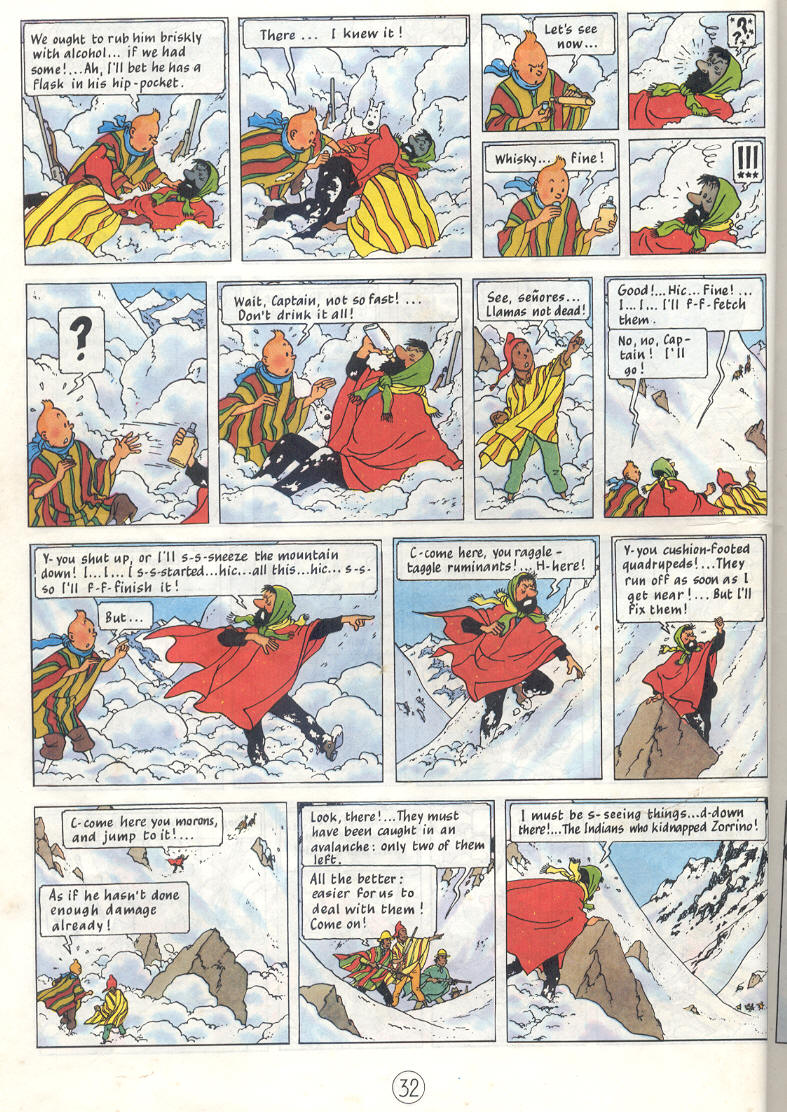 We ought to rub him briskly
with alcohol... if we had
some!...Ah, I'll bet he has a
flask in his hip-pocket.
There... I knew it!
Let's see
now...
?
?
?
Whisky... fine!
!!!
?
Wait, Captain, not so fast! ...
Don't drink it all!
See, señores...
Llamas not dead!
Good!...Hic...Fine! ...
I... I... I'll f-f-fetch
them.
No, no, Cap-
tain! I'll
go!
Y-you shut up, or I'll s-s-sneeze the mountain
down! I...I...I s-s-started...hic...all this...hic... s-s-
so I'll f-f-finish it!
But...
C-come here, you raggle-
taggle ruminants!... H-here!
Y-you cushion-footed
quadrupeds!...They
run off as soon as I
get near!... But I'll
fix them!
C-come here you morons,
and jump to it!...
As if he hasn't done
enough damage
already!
Look, there!...They must
have been caught in an
avalanche: only two of them
left.
All the better:
easier for us to
deal with them!
Come on!
I must be s-seeing things...d-down
there!...The Indians who kidnapped Zorrino!
32